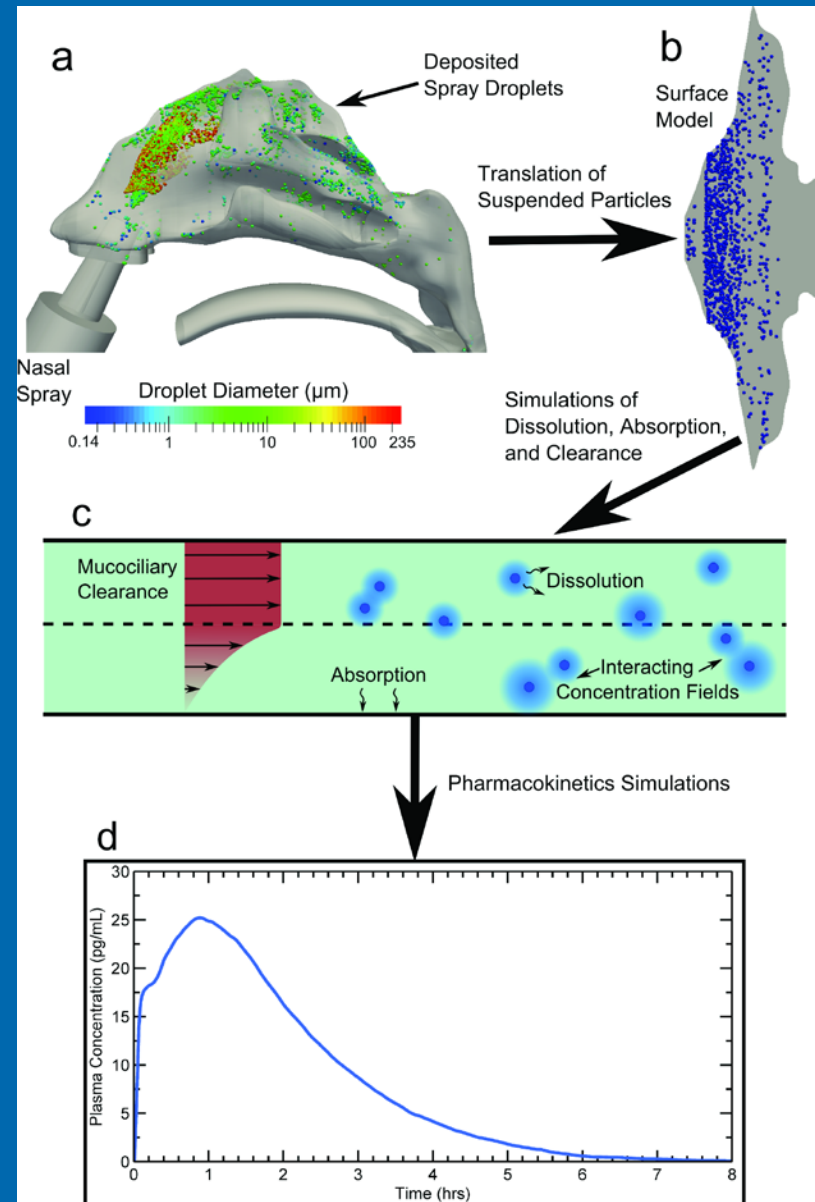 a
Deposited
Spray Droplets
b
Surface
Model
Translation of
Suspended Particles
Nasal
Spray
Droplet Diameter (µm)
0.14 1 10 100 235
Simulations of
Dissolution, Absorption,
and Clearance
c
Mucociliary
Clearance
Dissolution
Absorption
Interacting
Concentration Fields
Pharmacokinetics Simulations
d
Plasma Concentration (pg/mL)
30
25
20
15
10
5
0
0 1 2 3 4 5 6 7 8
Time (hrs)